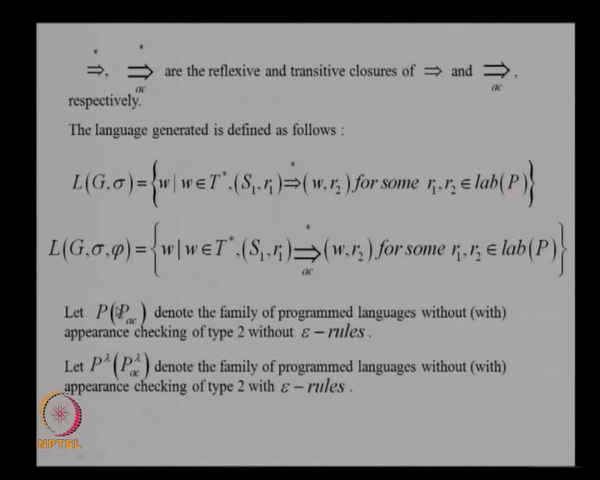 ⇒*, ⇒*ac are the reflexive and transitive closures of ⇒ and ⇒ac,
respectively.
The language generated is defined as follows :
L(G,σ)={w | w∈T*,(S₁,r₁)⇒*(w,r₂) for some r₁,r₂ ∈ lab(P)}
L(G,σ,φ)={w | w∈T*,(S₁,r₁)⇒*ac(w,r₂) for some r₁,r₂ ∈ lab(P)}
Let P(Pac) denote the family of programmed languages without (with)
appearance checking of type 2 without ε − rules .
Let Pλ(Pλac) denote the family of programmed languages without (with)
appearance checking of type 2 with ε − rules .
NPTEL